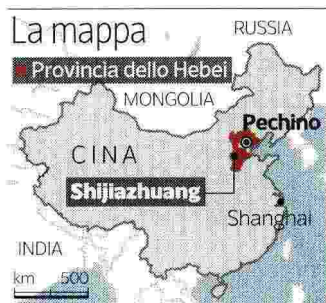 La mappa
RUSSIA
Provincia dello Hebei
MONGOLIA
Pechino
CINA
Shijiazhuang
Shanghai
INDIA
km 500